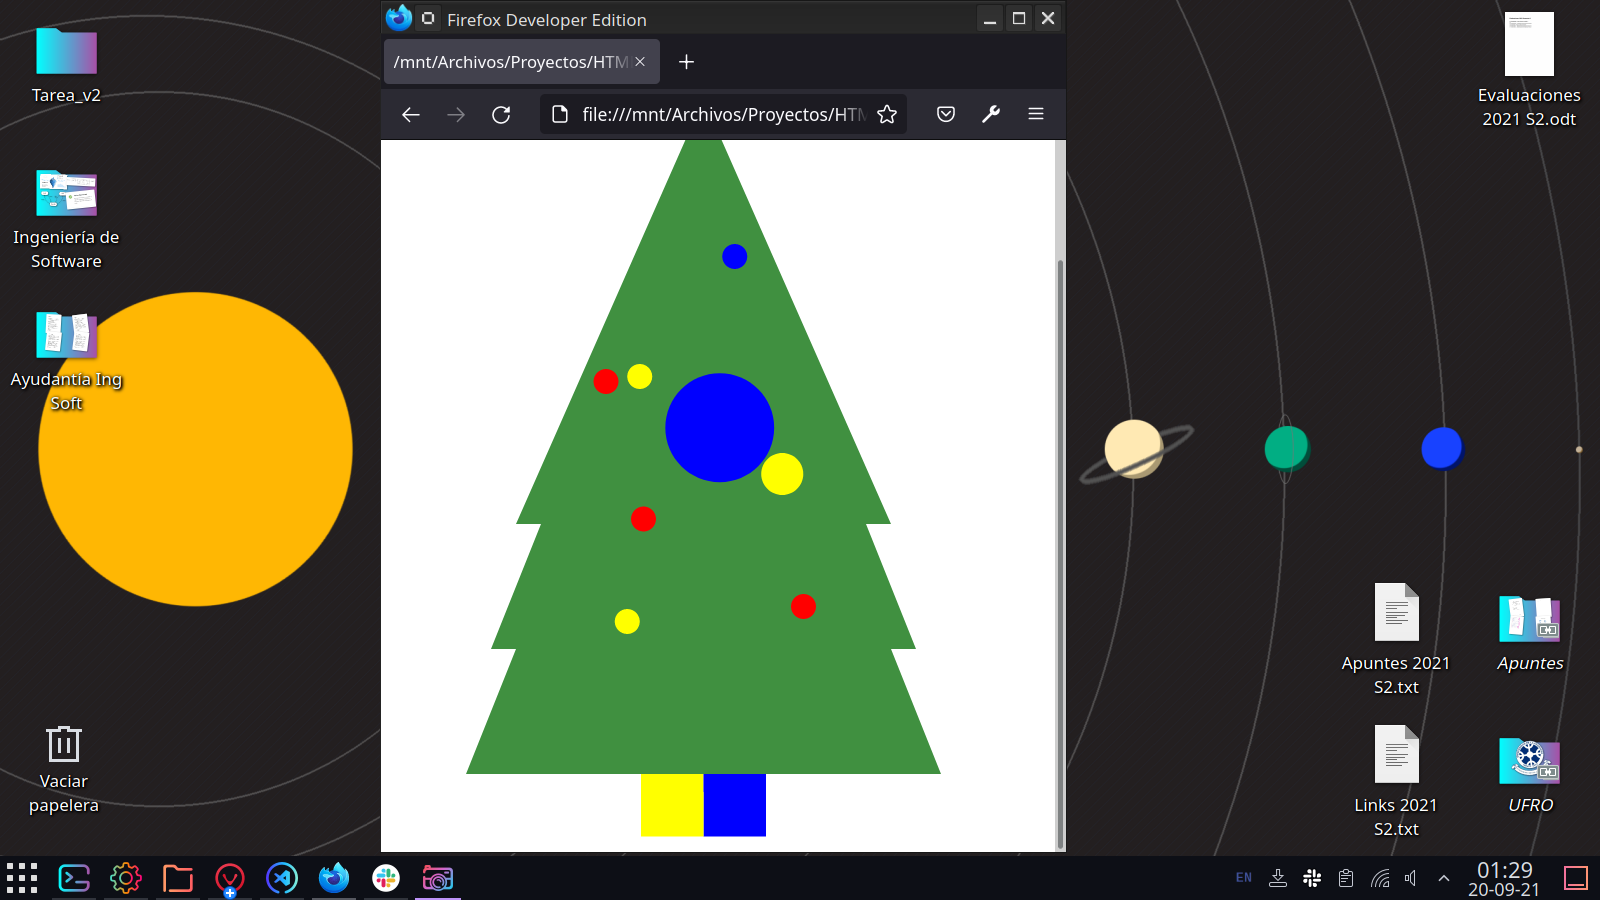 Firefox Developer Edition
/mnt/Archivos/Proyectos/HTM
file:///mnt/Archivos/Proyectos/HTM
Tarea_v2
Ingeniería de
Software
Ayudantía Ing
Soft
Vaciar
papelera
Evaluaciones
2021 S2.odt
Apuntes 2021
S2.txt
Apuntes
Links 2021
S2.txt
UFRO
EN
01:29
20-09-21